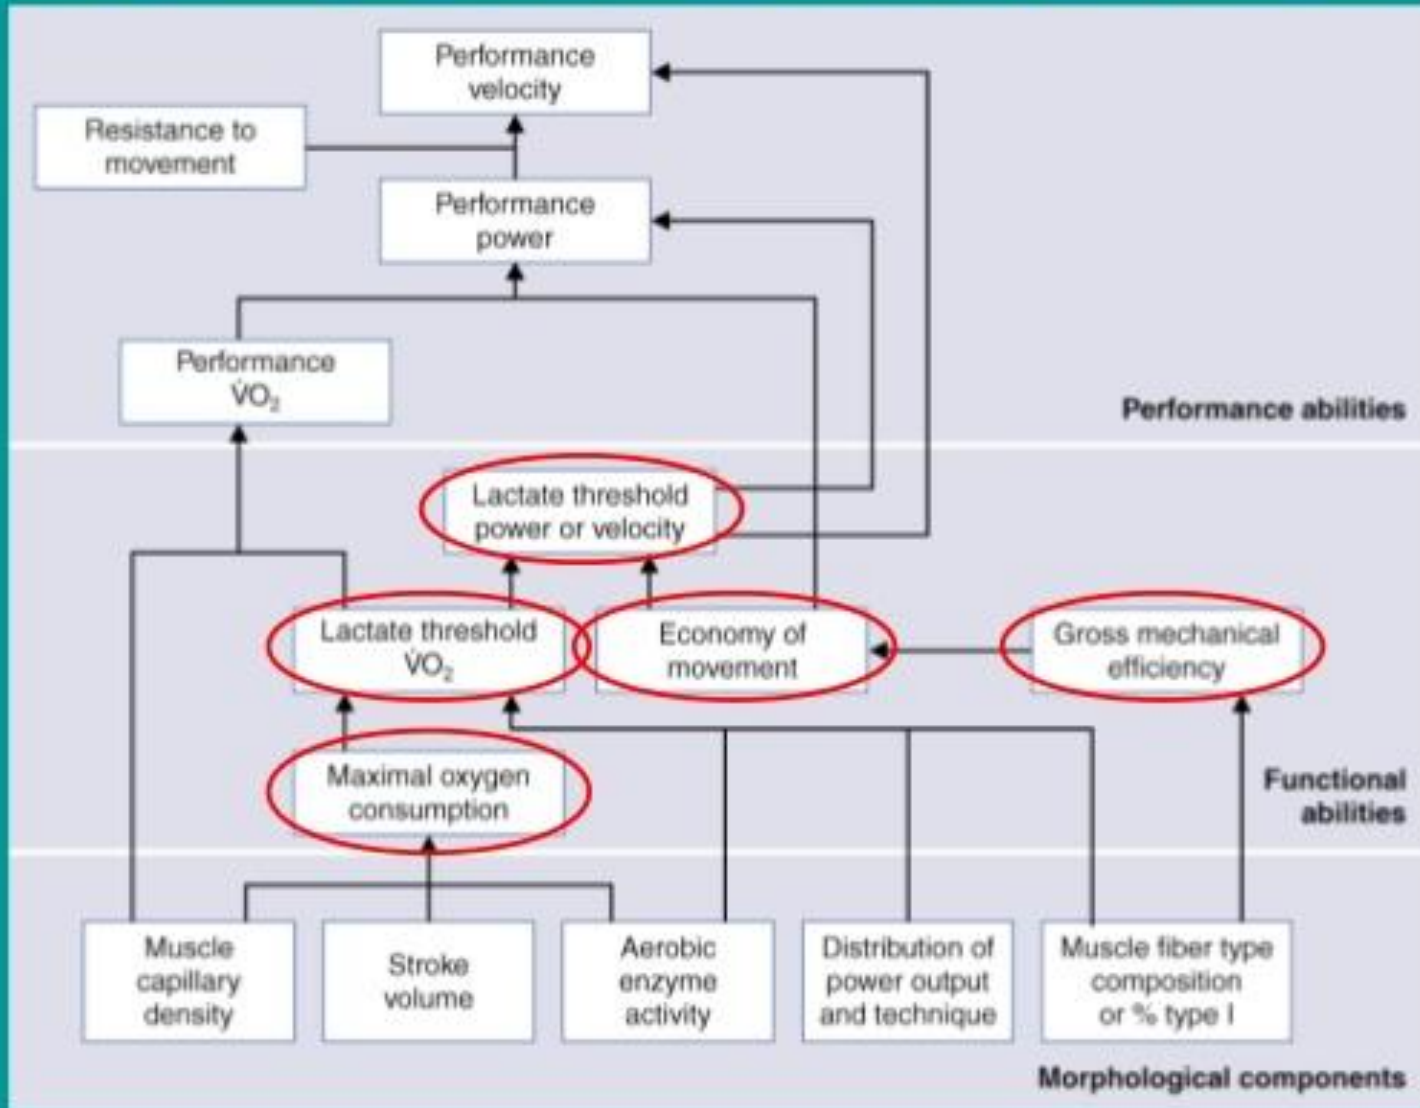 Performance
velocity
Resistance to
movement
Performance
power
Performance
V̇O₂
Performance abilities
Lactate threshold
power or velocity
Lactate threshold
V̇O₂
Economy of
movement
Gross mechanical
efficiency
Maximal oxygen
consumption
Functional
abilities
Muscle
capillary
density
Stroke
volume
Aerobic
enzyme
activity
Distribution of
power output
and technique
Muscle fiber type
composition
or % type I
Morphological components